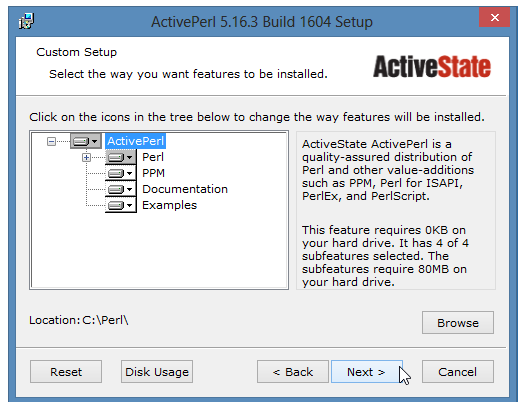 ActivePerl 5.16.3 Build 1604 Setup
Custom Setup
Select the way you want features to be installed.
ActiveState
Click on the icons in the tree below to change the way features will be installed.
ActivePerl
Perl
PPM
Documentation
Examples
ActiveState ActivePerl is a
quality-assured distribution of
Perl and other value-additions
such as PPM, Perl for ISAPI,
PerlEx, and PerlScript.
This feature requires 0KB on
your hard drive. It has 4 of 4
subfeatures selected. The
subfeatures require 80MB on
your hard drive.
Location: C:\Perl\
Browse
Reset
Disk Usage
< Back
Next >
Cancel